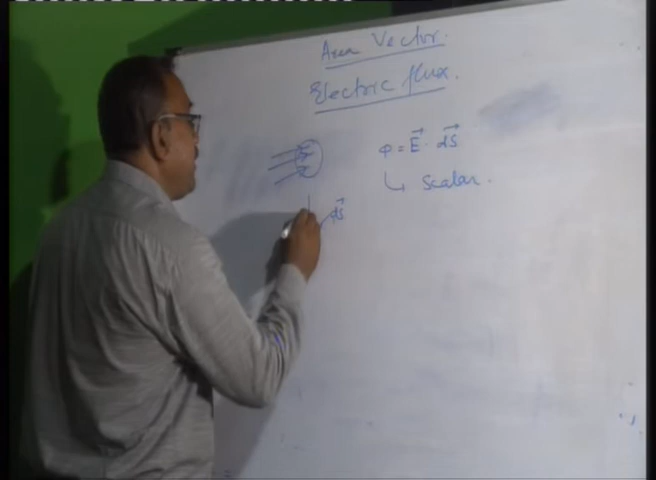 Area Vector.
Electric flux.
φ = E⃗ · dS⃗
↳ Scalar.
dS⃗